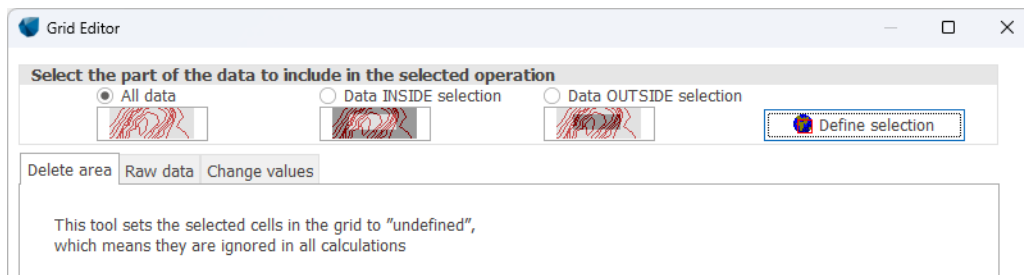 Grid Editor
Select the part of the data to include in the selected operation
All data
Data INSIDE selection
Data OUTSIDE selection
Define selection
Delete area
Raw data
Change values
This tool sets the selected cells in the grid to ”undefined”,
which means they are ignored in all calculations